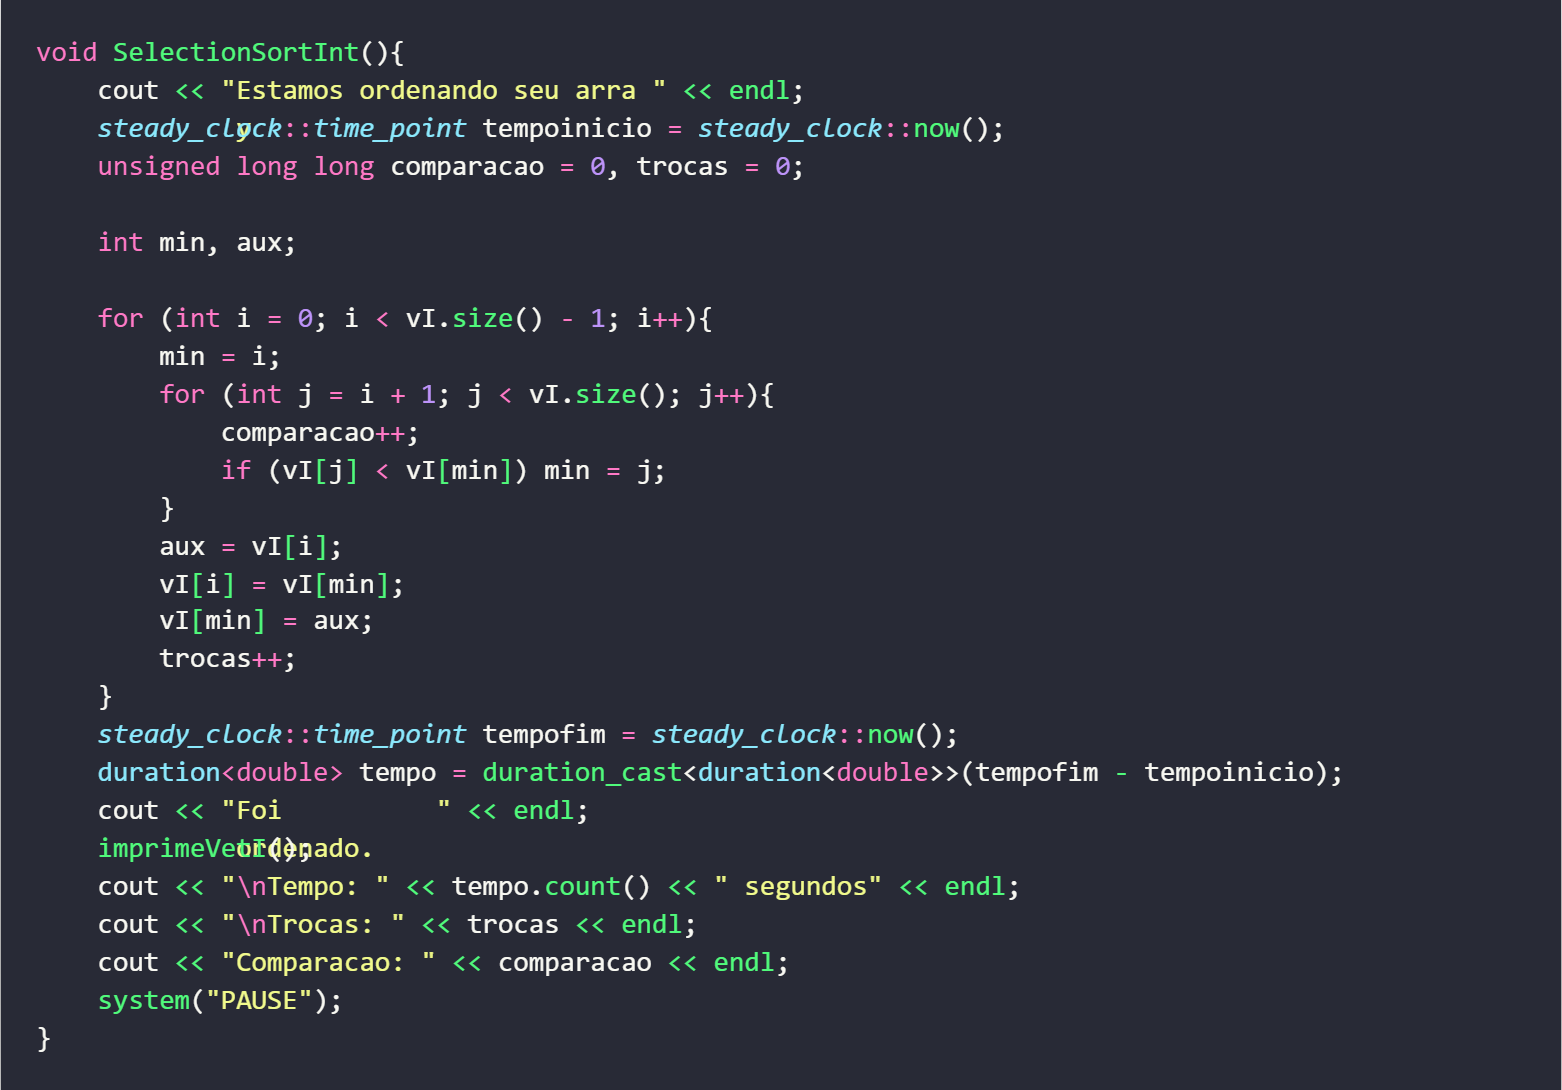 void SelectionSortInt(){
    cout << "Estamos ordenando seu arra " << endl;
    steady_clock::time_point tempoinicio = steady_clock::now();
y
    unsigned long long comparacao = 0, trocas = 0;

    int min, aux;

    for (int i = 0; i < vI.size() - 1; i++){
        min = i;
        for (int j = i + 1; j < vI.size(); j++){
            comparacao++;
            if (vI[j] < vI[min]) min = j;
        }
        aux = vI[i];
        vI[i] = vI[min];
        vI[min] = aux;
        trocas++;
    }
    steady_clock::time_point tempofim = steady_clock::now();
    duration<double> tempo = duration_cast<duration<double>>(tempofim - tempoinicio);
    cout << "Foi          " << endl;
    imprimeVetI();
ordenado.
    cout << "\nTempo: " << tempo.count() << " segundos" << endl;
    cout << "\nTrocas: " << trocas << endl;
    cout << "Comparacao: " << comparacao << endl;
    system("PAUSE");
}